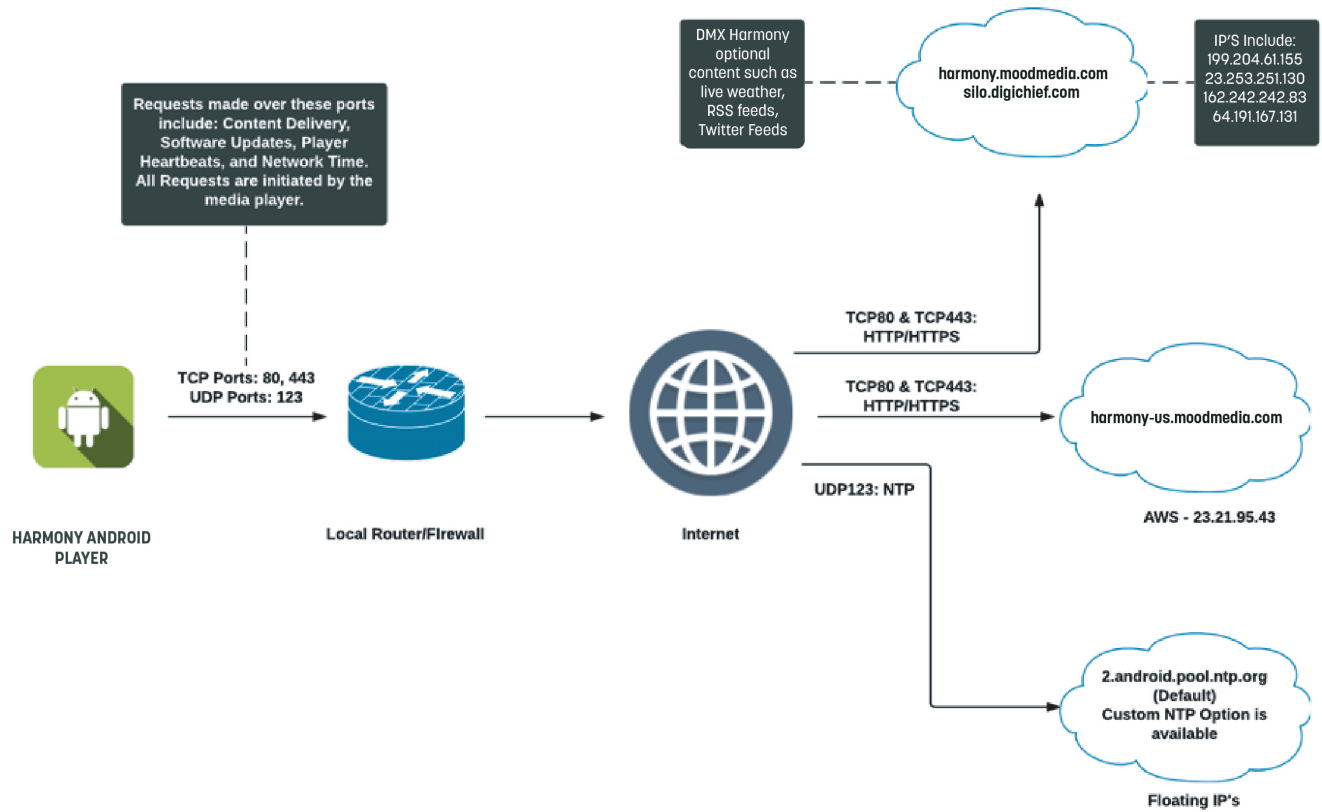 DMX Harmony
optional
content such as
live weather,
RSS feeds,
Twitter Feeds
harmony.moodmedia.com
silo.digichief.com
IP'S Include:
199.204.61.155
23.253.251.130
162.242.242.83
64.191.167.131
Requests made over these ports
include: Content Delivery,
Software Updates, Player
Heartbeats, and Network Time.
All Requests are initiated by the
media player.
TCP80 & TCP443:
HTTP/HTTPS
TCP Ports: 80, 443
UDP Ports: 123
TCP80 & TCP443:
HTTP/HTTPS
harmony-us.moodmedia.com
UDP123: NTP
AWS - 23.21.95.43
HARMONY ANDROID
PLAYER
Local Router/FIrewall
Internet
2.android.pool.ntp.org
(Default)
Custom NTP Option is
available
Floating IP's